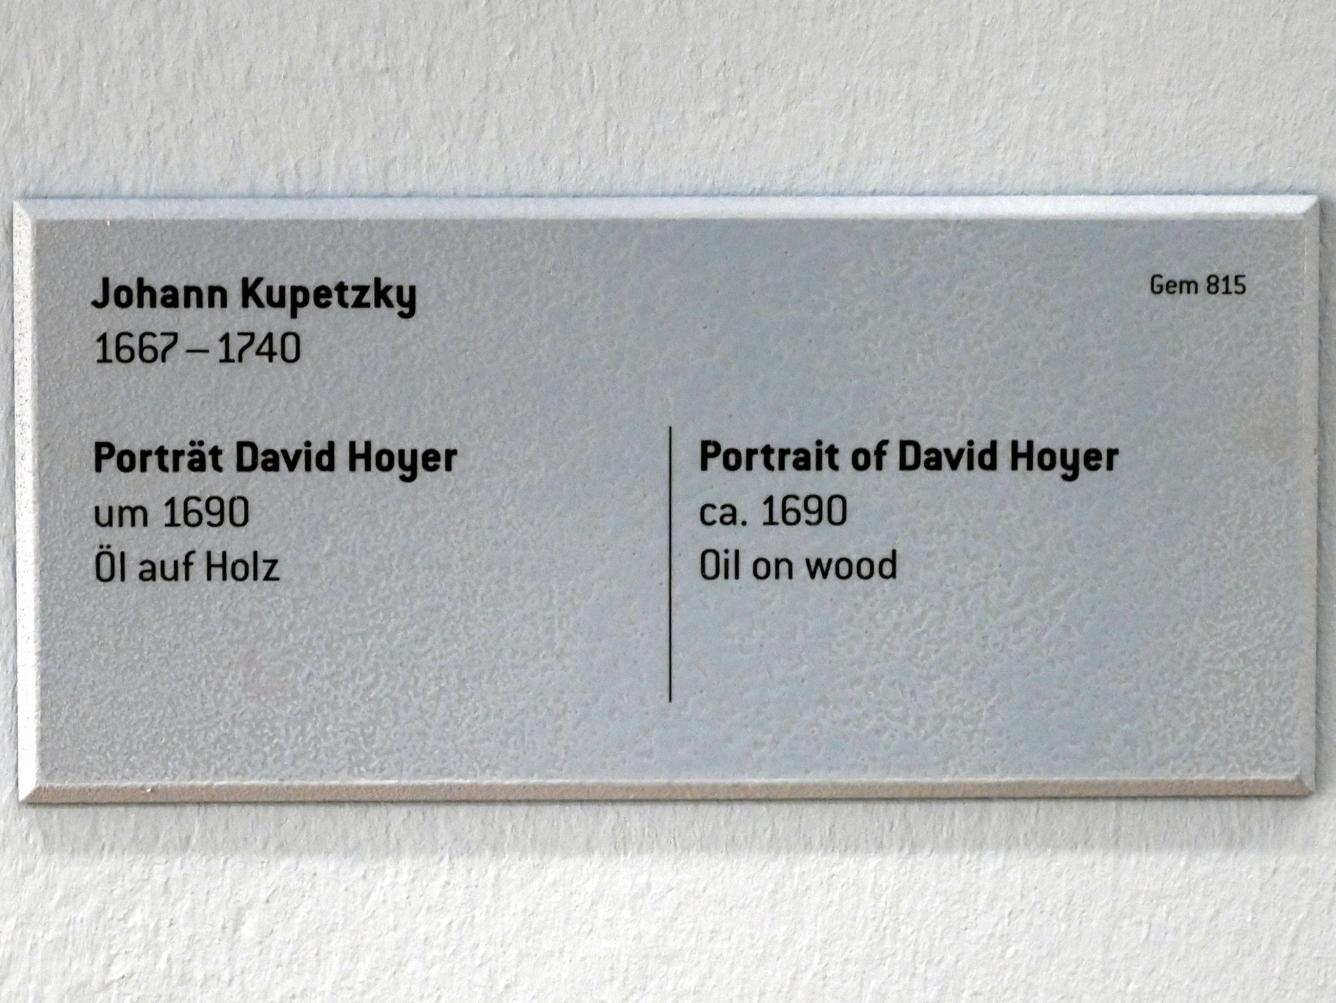 Johann Kupetzky
1667 – 1740
Gem 815
Porträt David Hoyer
um 1690
Öl auf Holz
Portrait of David Hoyer
ca. 1690
Oil on wood